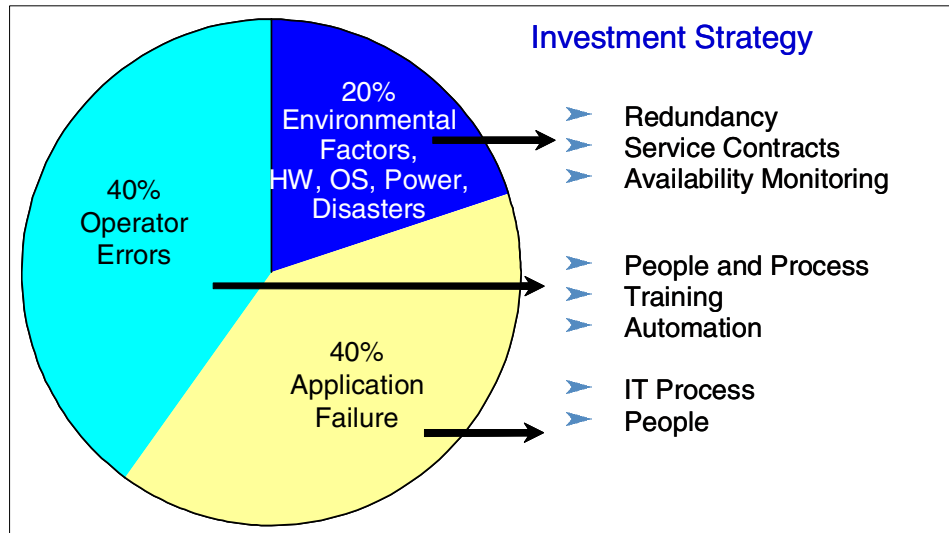 Investment Strategy
20%
Environmental
Factors,
HW, OS, Power,
Disasters
Redundancy
Service Contracts
Availability Monitoring
40%
Operator
Errors
People and Process
Training
Automation
40%
Application
Failure
IT Process
People